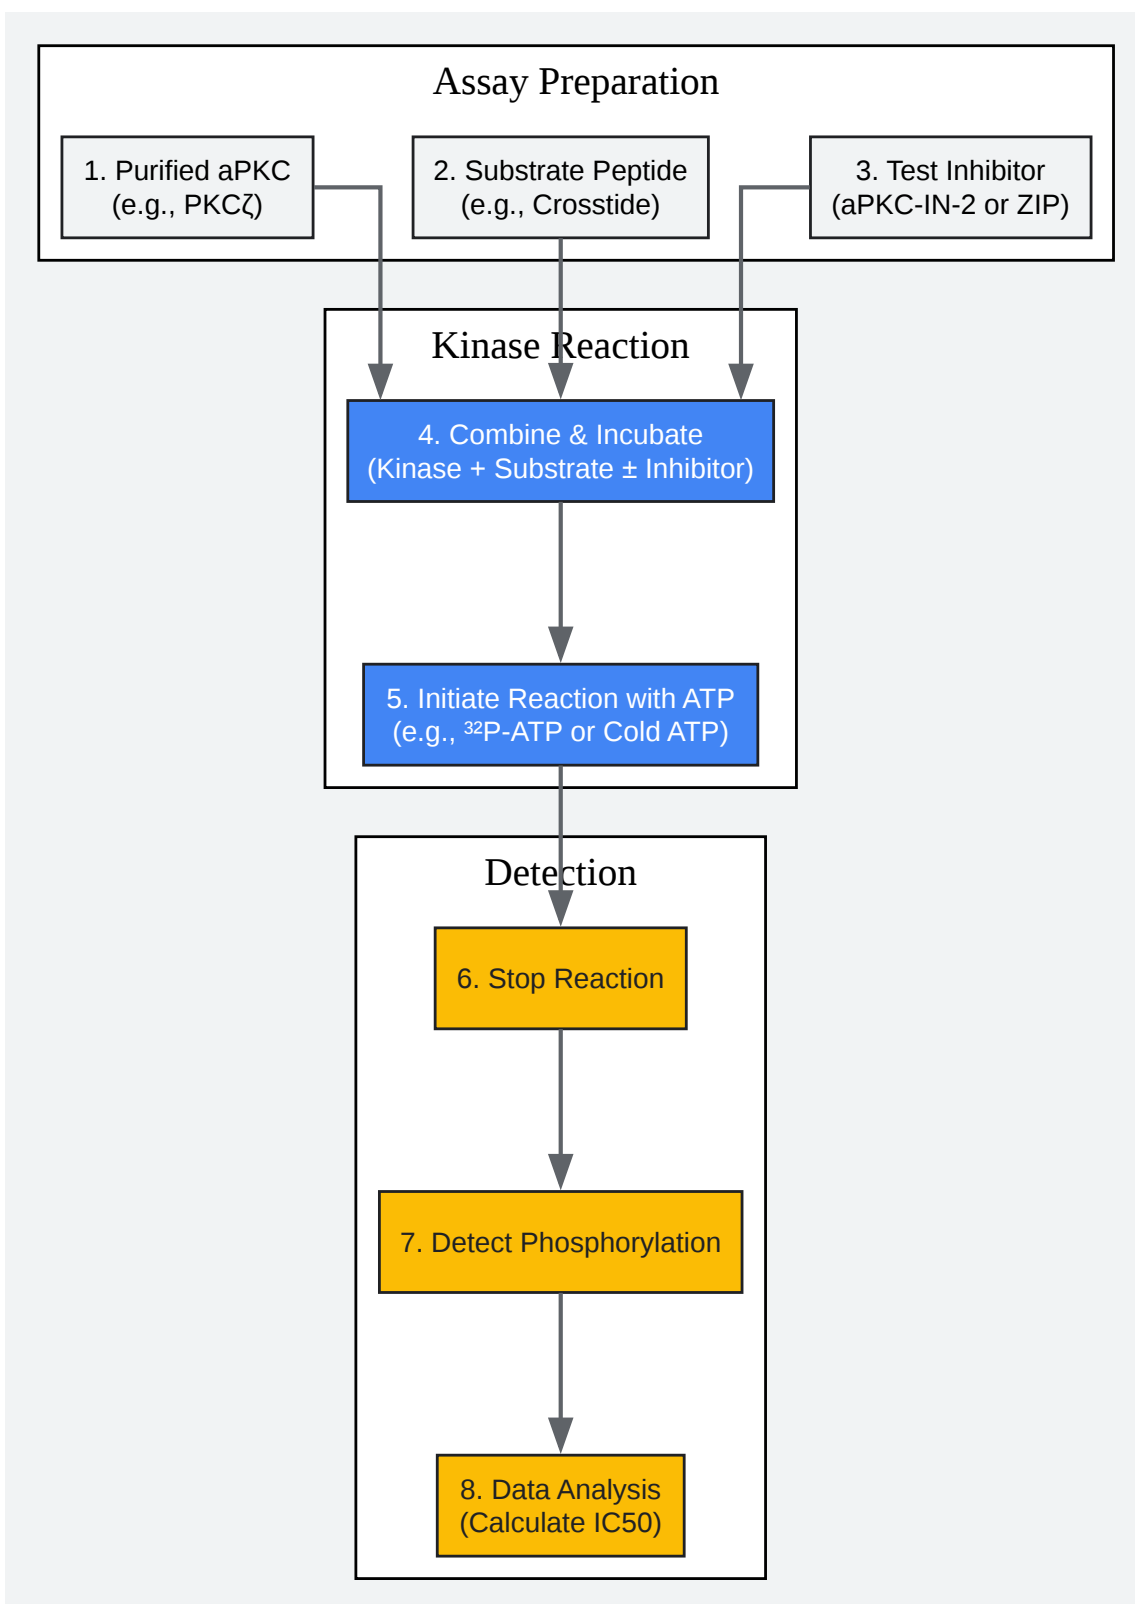 Assay Preparation
1. Purified aPKC
(e.g., PKCζ)
2. Substrate Peptide
(e.g., Crosstide)
3. Test Inhibitor
(aPKC-IN-2 or ZIP)
Kinase Reaction
4. Combine & Incubate
(Kinase + Substrate ± Inhibitor)
5. Initiate Reaction with ATP
(e.g., ³²P-ATP or Cold ATP)
Detection
6. Stop Reaction
7. Detect Phosphorylation
8. Data Analysis
(Calculate IC50)